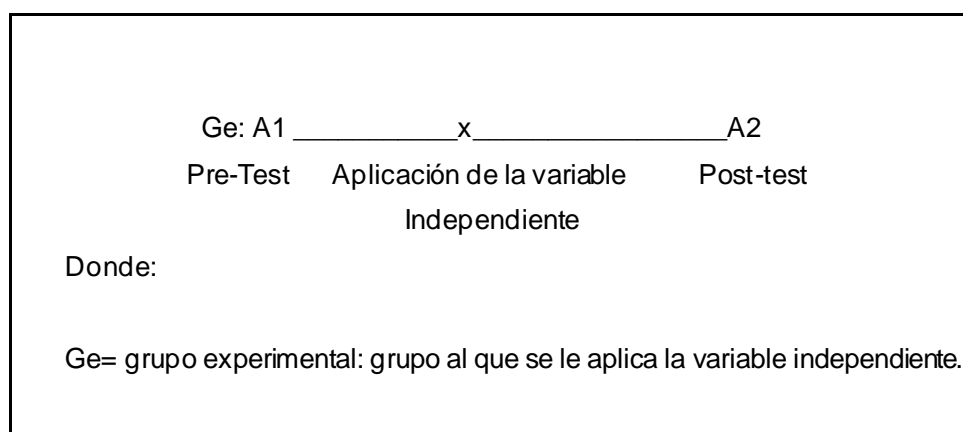 Ge: A1 ___________x_________________A2
Pre-Test Aplicación de la variable Post-test
Independiente
Donde:
Ge= grupo experimental: grupo al que se le aplica la variable independiente.